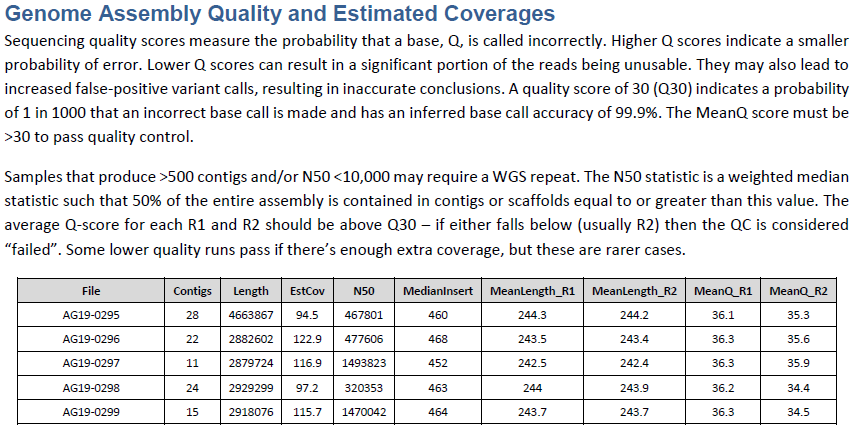 Genome Assembly Quality and Estimated Coverages
Sequencing quality scores measure the probability that a base, Q, is called incorrectly. Higher Q scores indicate a smaller
probability of error. Lower Q scores can result in a significant portion of the reads being unusable. They may also lead to
increased false-positive variant calls, resulting in inaccurate conclusions. A quality score of 30 (Q30) indicates a probability
of 1 in 1000 that an incorrect base call is made and has an inferred base call accuracy of 99.9%. The MeanQ score must be
>30 to pass quality control.
Samples that produce >500 contigs and/or N50 <10,000 may require a WGS repeat. The N50 statistic is a weighted median
statistic such that 50% of the entire assembly is contained in contigs or scaffolds equal to or greater than this value. The
average Q-score for each R1 and R2 should be above Q30 – if either falls below (usually R2) then the QC is considered
“failed”. Some lower quality runs pass if there’s enough extra coverage, but these are rarer cases.
File Contigs Length EstCov N50 MedianInsert MeanLength_R1 MeanLength_R2 MeanQ_R1 MeanQ_R2
AG19-0295 28 4663867 94.5 467801 460 244.3 244.2 36.1 35.3
AG19-0296 22 2882602 122.9 477606 468 243.5 243.4 36.3 35.6
AG19-0297 11 2879724 116.9 1493823 452 242.5 242.4 36.3 35.9
AG19-0298 24 2929299 97.2 320353 463 244 243.9 36.2 34.4
AG19-0299 15 2918076 115.7 1470042 464 243.7 243.7 36.3 34.5